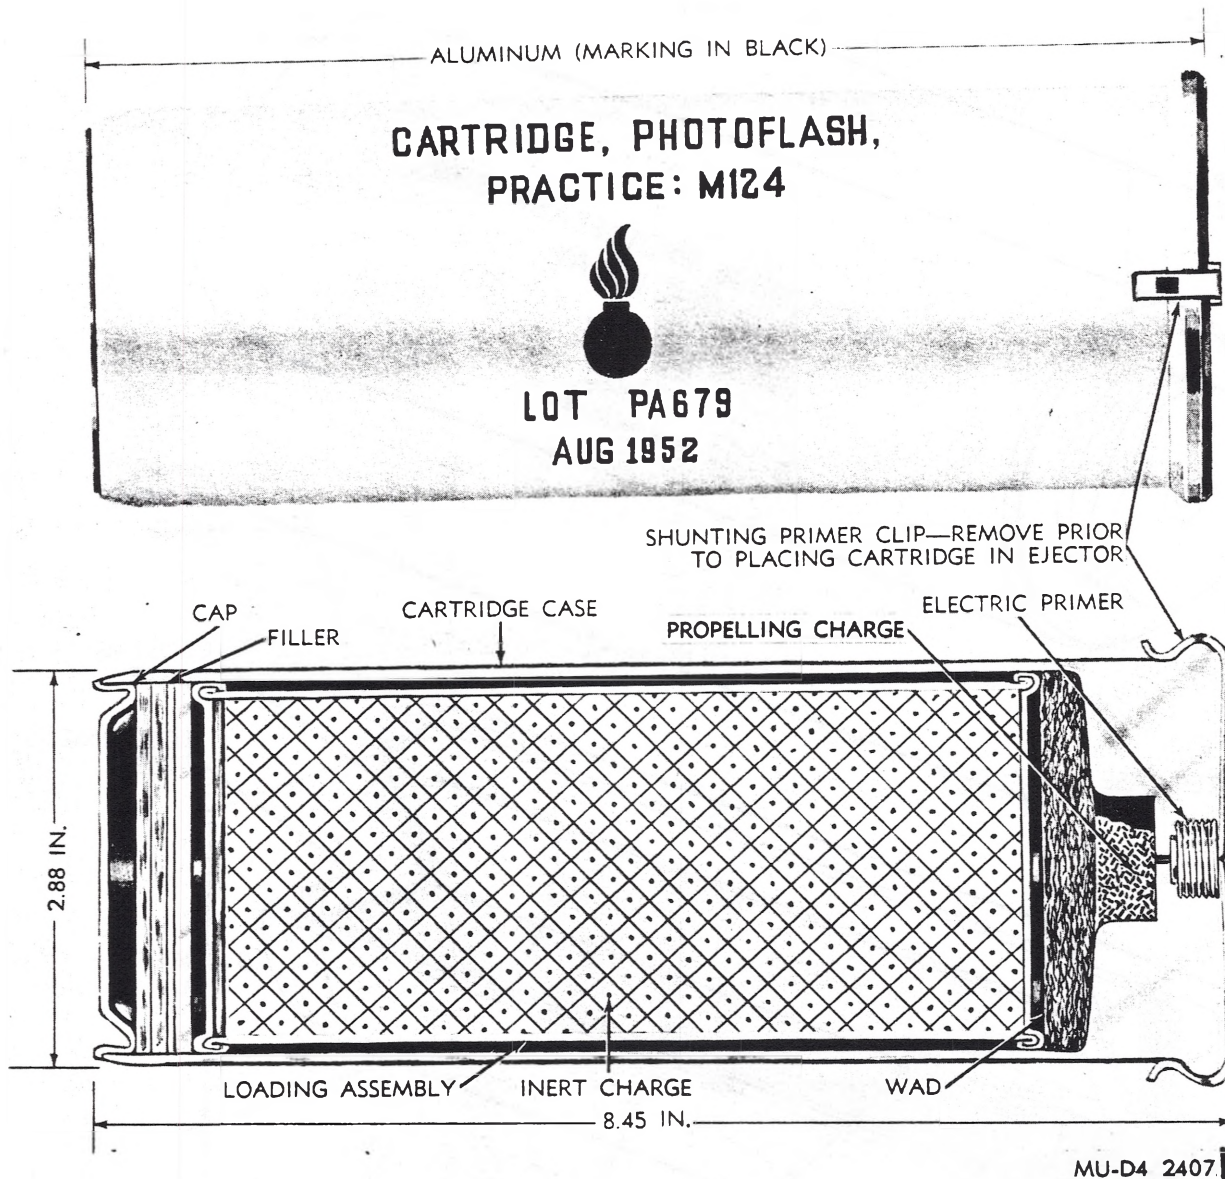 ALUMINUM (MARKING IN BLACK)
CARTRIDGE, PHOTOFLASH,
PRACTICE: M124
LOT PA679
AUG 1952
SHUNTING PRIMER CLIP—REMOVE PRIOR
TO PLACING CARTRIDGE IN EJECTOR
CAP
FILLER
CARTRIDGE CASE
PROPELLING CHARGE
ELECTRIC PRIMER
2.88 IN.
LOADING ASSEMBLY
INERT CHARGE
WAD
8.45 IN.
MU-D4 2407